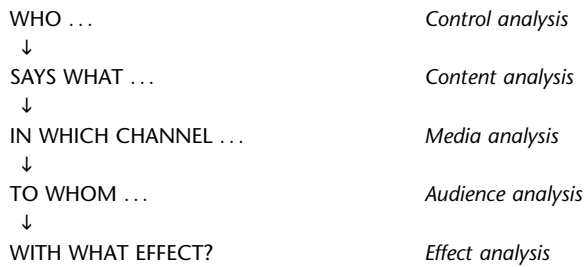 WHO ... Control analysis
↓
SAYS WHAT ... Content analysis
↓
IN WHICH CHANNEL ... Media analysis
↓
TO WHOM ... Audience analysis
↓
WITH WHAT EFFECT? Effect analysis